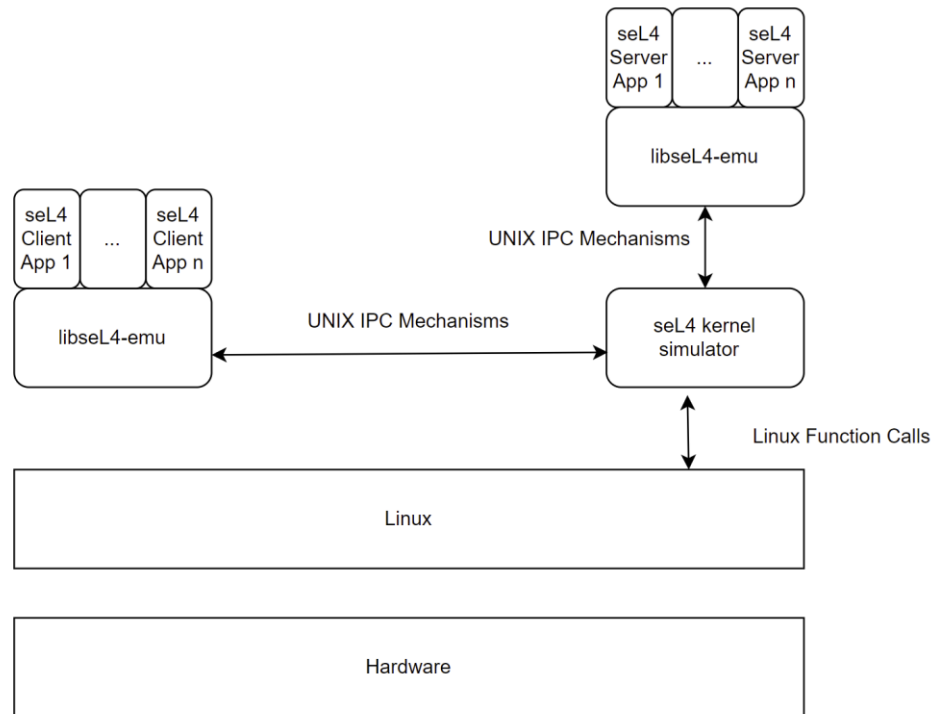 seL4
Server
App 1
...
seL4
Server
App n
libseL4-emu
UNIX IPC Mechanisms
seL4
Client
App 1
...
seL4
Client
App n
libseL4-emu
UNIX IPC Mechanisms
seL4 kernel
simulator
Linux Function Calls
Linux
Hardware